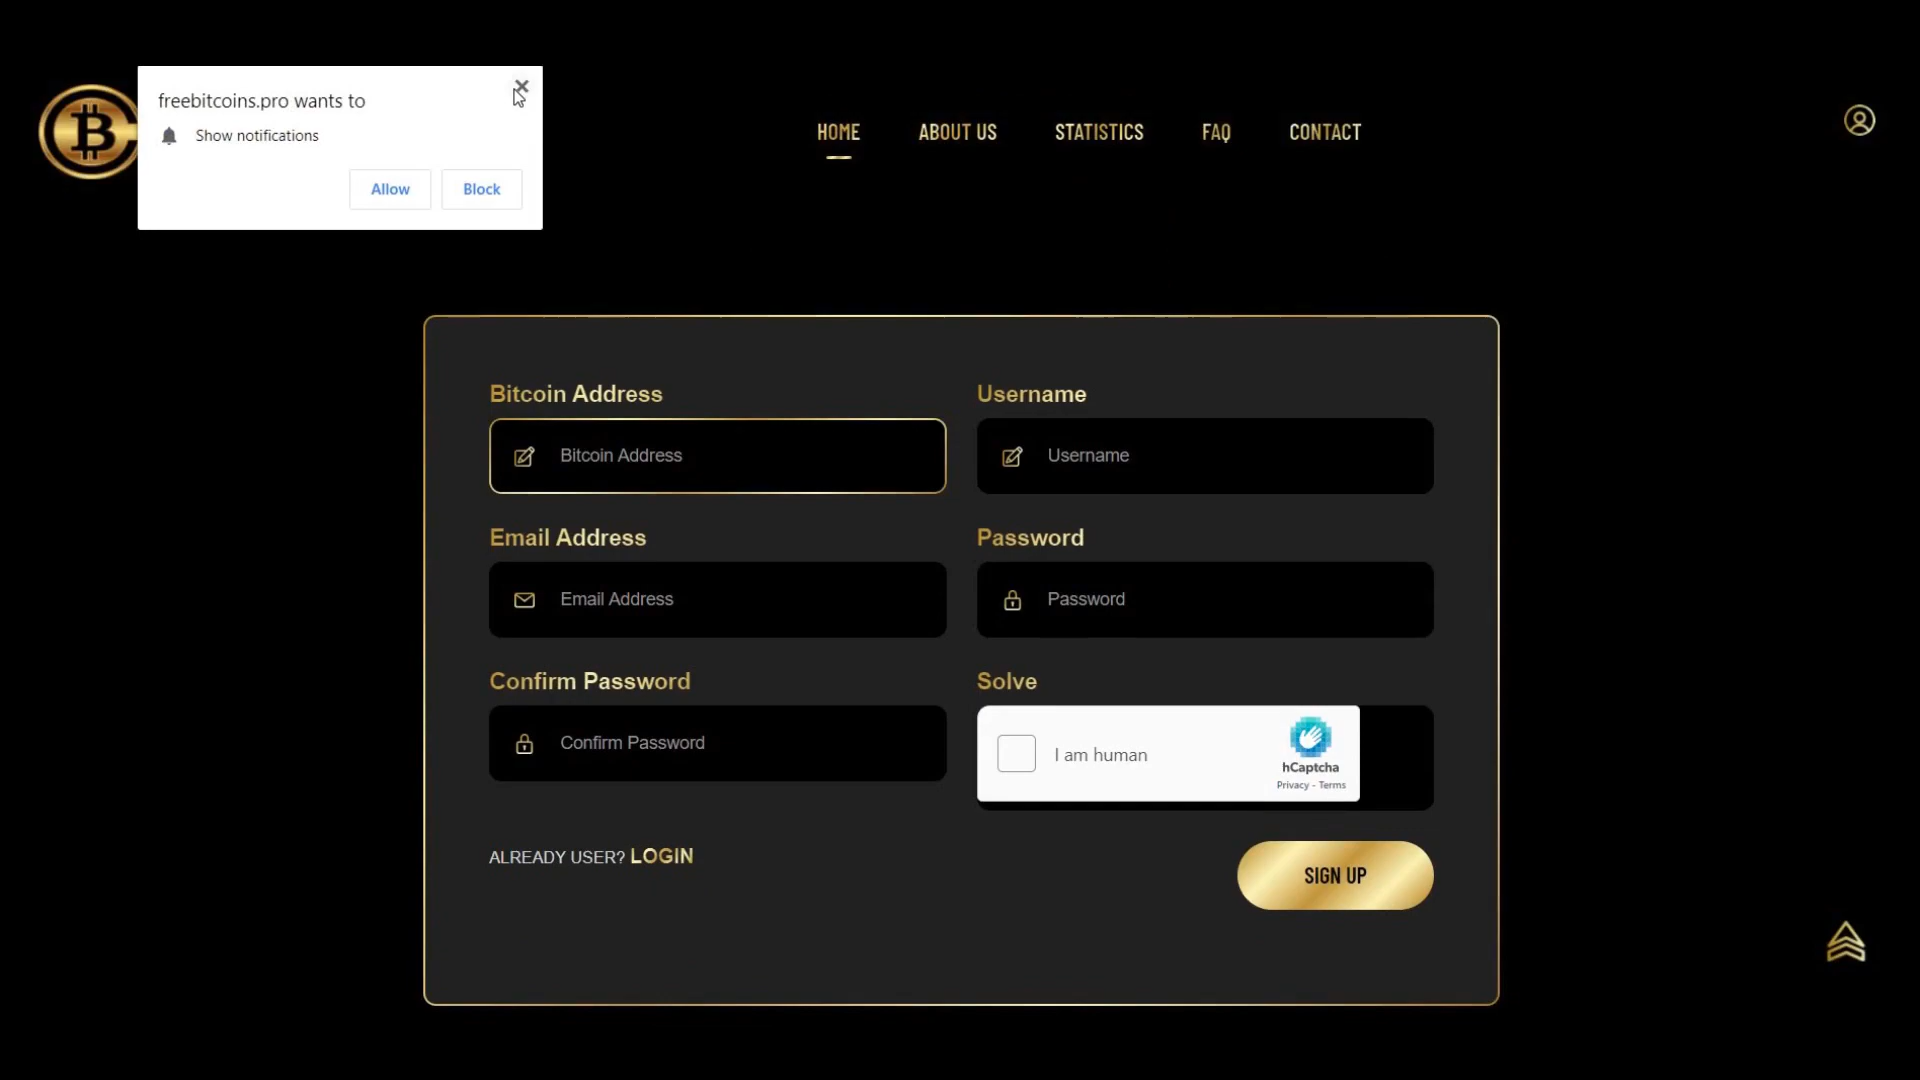 freebitcoins.pro wants to
Show notifications
Allow Block
HOME ABOUT US STATISTICS FAQ CONTACT
Bitcoin Address Username
Bitcoin Address Username
Email Address Password
Email Address Password
Confirm Password Solve
Confirm Password I am human
hCaptcha
Privacy - Terms
ALREADY USER? LOGIN
SIGN UP